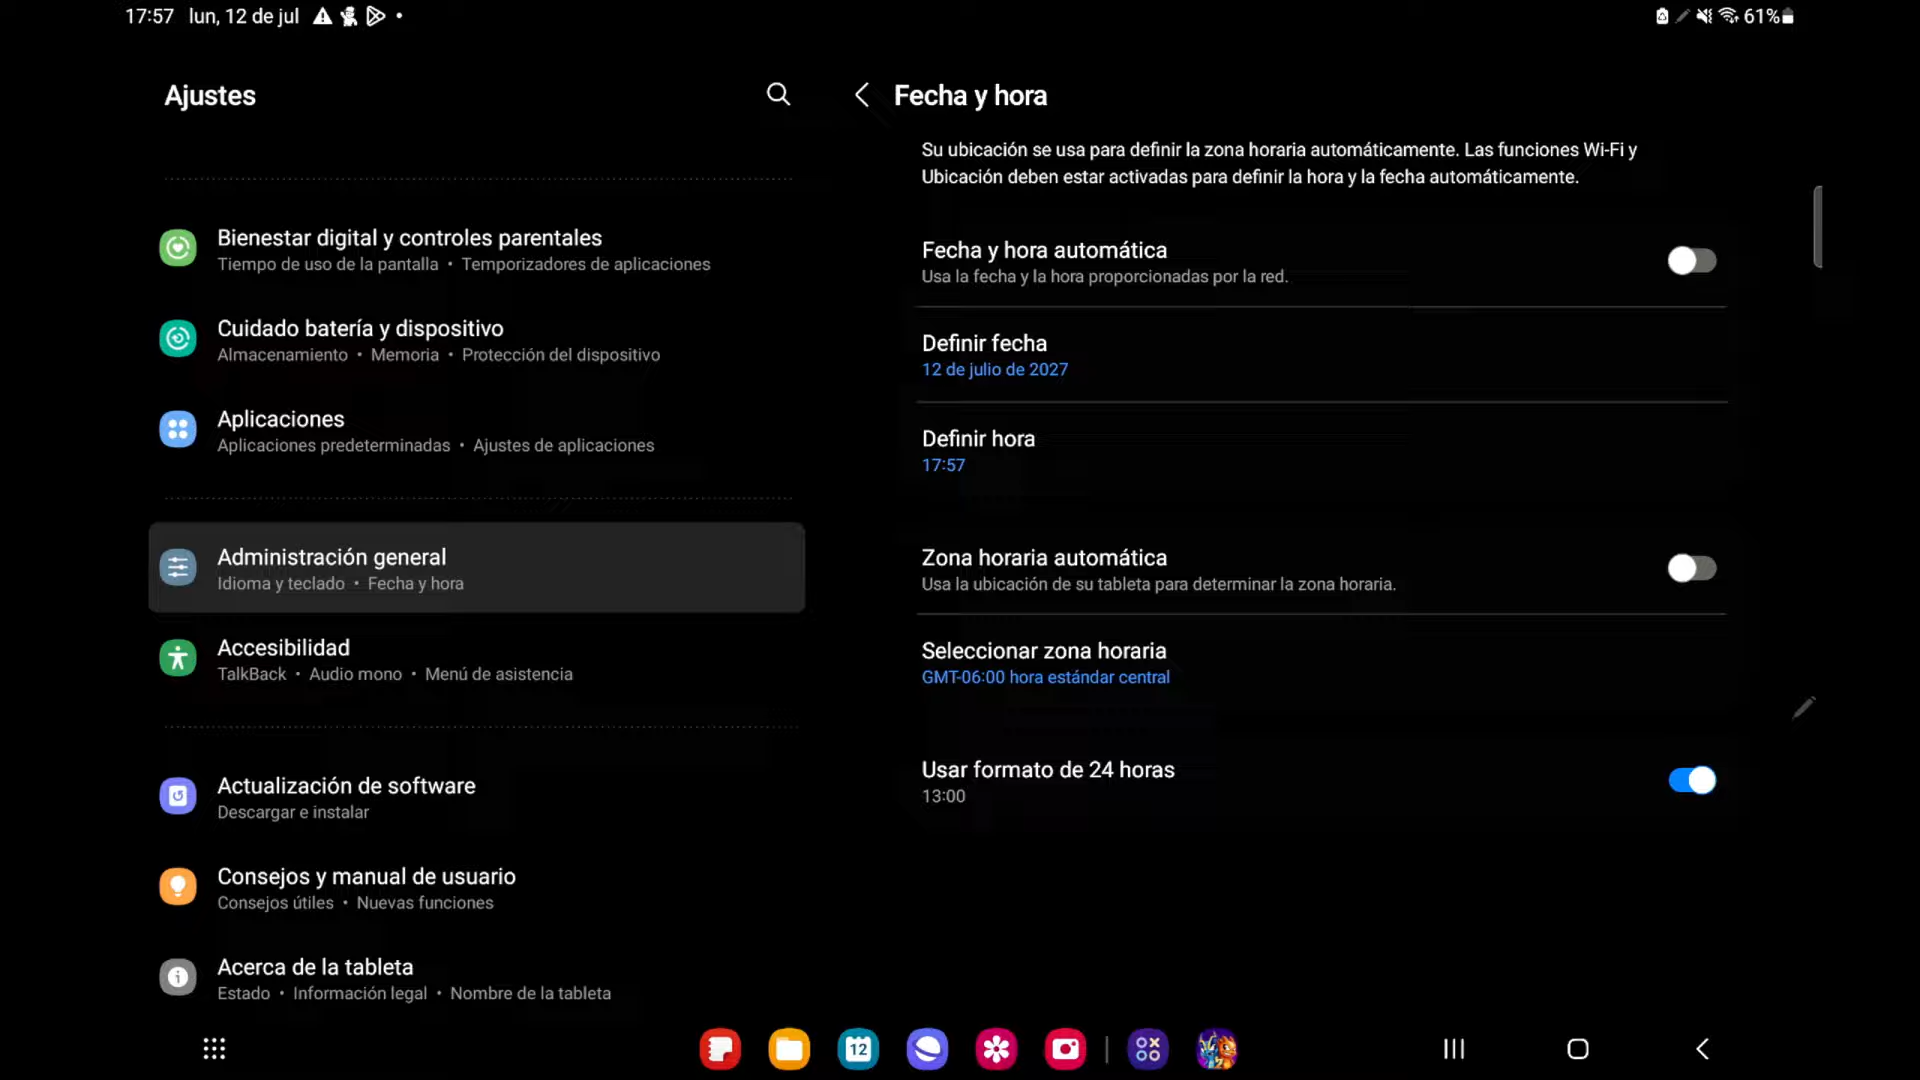 17:57 lun, 12 de jul
61%
Ajustes
Bienestar digital y controles parentales
Tiempo de uso de la pantalla • Temporizadores de aplicaciones
Cuidado batería y dispositivo
Almacenamiento • Memoria • Protección del dispositivo
Aplicaciones
Aplicaciones predeterminadas • Ajustes de aplicaciones
Administración general
Idioma y teclado • Fecha y hora
Accesibilidad
TalkBack • Audio mono • Menú de asistencia
Actualización de software
Descargar e instalar
Consejos y manual de usuario
Consejos útiles • Nuevas funciones
Acerca de la tableta
Estado • Información legal • Nombre de la tableta
Fecha y hora
Su ubicación se usa para definir la zona horaria automáticamente. Las funciones Wi-Fi y
Ubicación deben estar activadas para definir la hora y la fecha automáticamente.
Fecha y hora automática
Usa la fecha y la hora proporcionadas por la red.
Definir fecha
12 de julio de 2027
Definir hora
17:57
Zona horaria automática
Usa la ubicación de su tableta para determinar la zona horaria.
Seleccionar zona horaria
GMT-06:00 hora estándar central
Usar formato de 24 horas
13:00
12